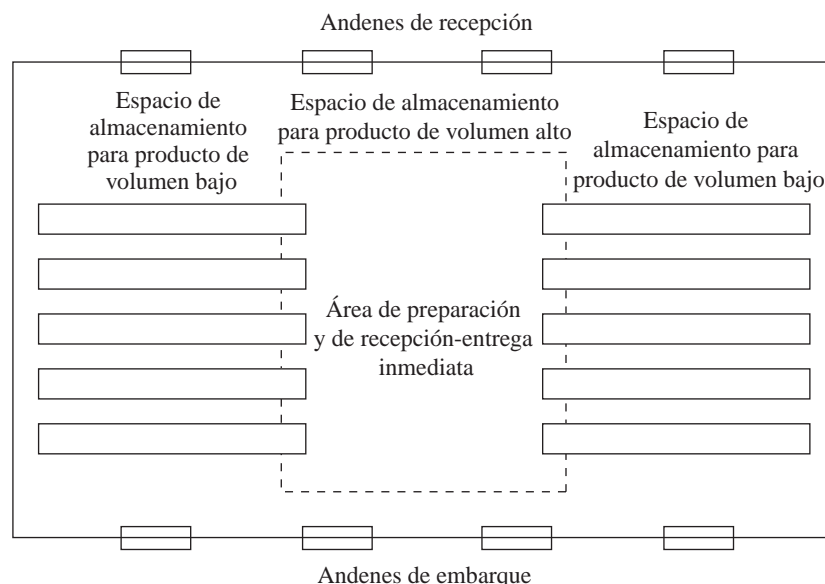 Andenes de recepción
Espacio de
almacenamiento
para producto de
volumen bajo
Espacio de almacenamiento
para producto de volumen alto
Espacio de
almacenamiento para
producto de volumen bajo
Área de preparación
y de recepción-entrega
inmediata
Andenes de embarque